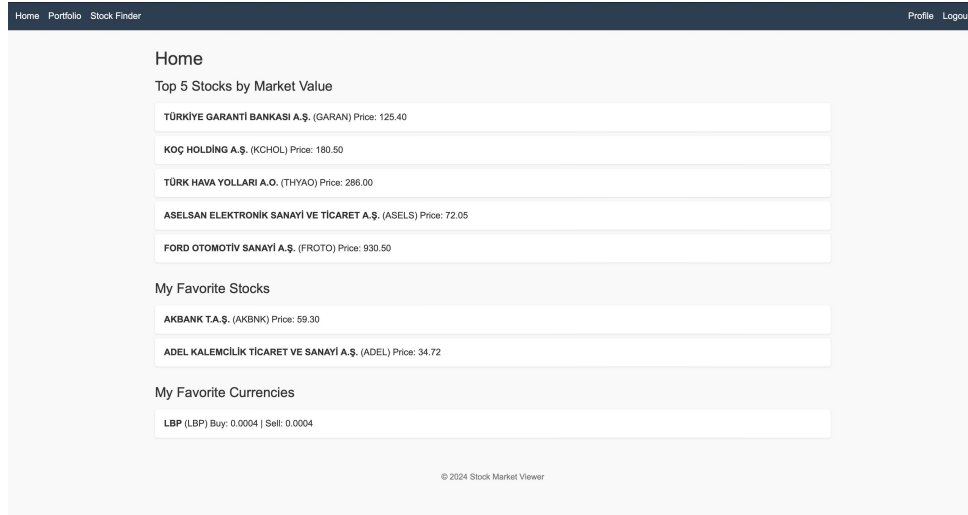 Home Portfolio Stock Finder Profile Logou
Home
Top 5 Stocks by Market Value
TÜRKİYE GARANTİ BANKASI A.Ş. (GARAN) Price: 125.40
KOÇ HOLDİNG A.Ş. (KCHOL) Price: 180.50
TÜRK HAVA YOLLARI A.O. (THYAO) Price: 286.00
ASELSAN ELEKTRONİK SANAYİ VE TİCARET A.Ş. (ASELS) Price: 72.05
FORD OTOMOTİV SANAYİ A.Ş. (FROTO) Price: 930.50
My Favorite Stocks
AKBANK T.A.Ş. (AKBNK) Price: 59.30
ADEL KALEMCİLİK TİCARET VE SANAYİ A.Ş. (ADEL) Price: 34.72
My Favorite Currencies
LBP (LBP) Buy: 0.0004 | Sell: 0.0004
© 2024 Stock Market Viewer